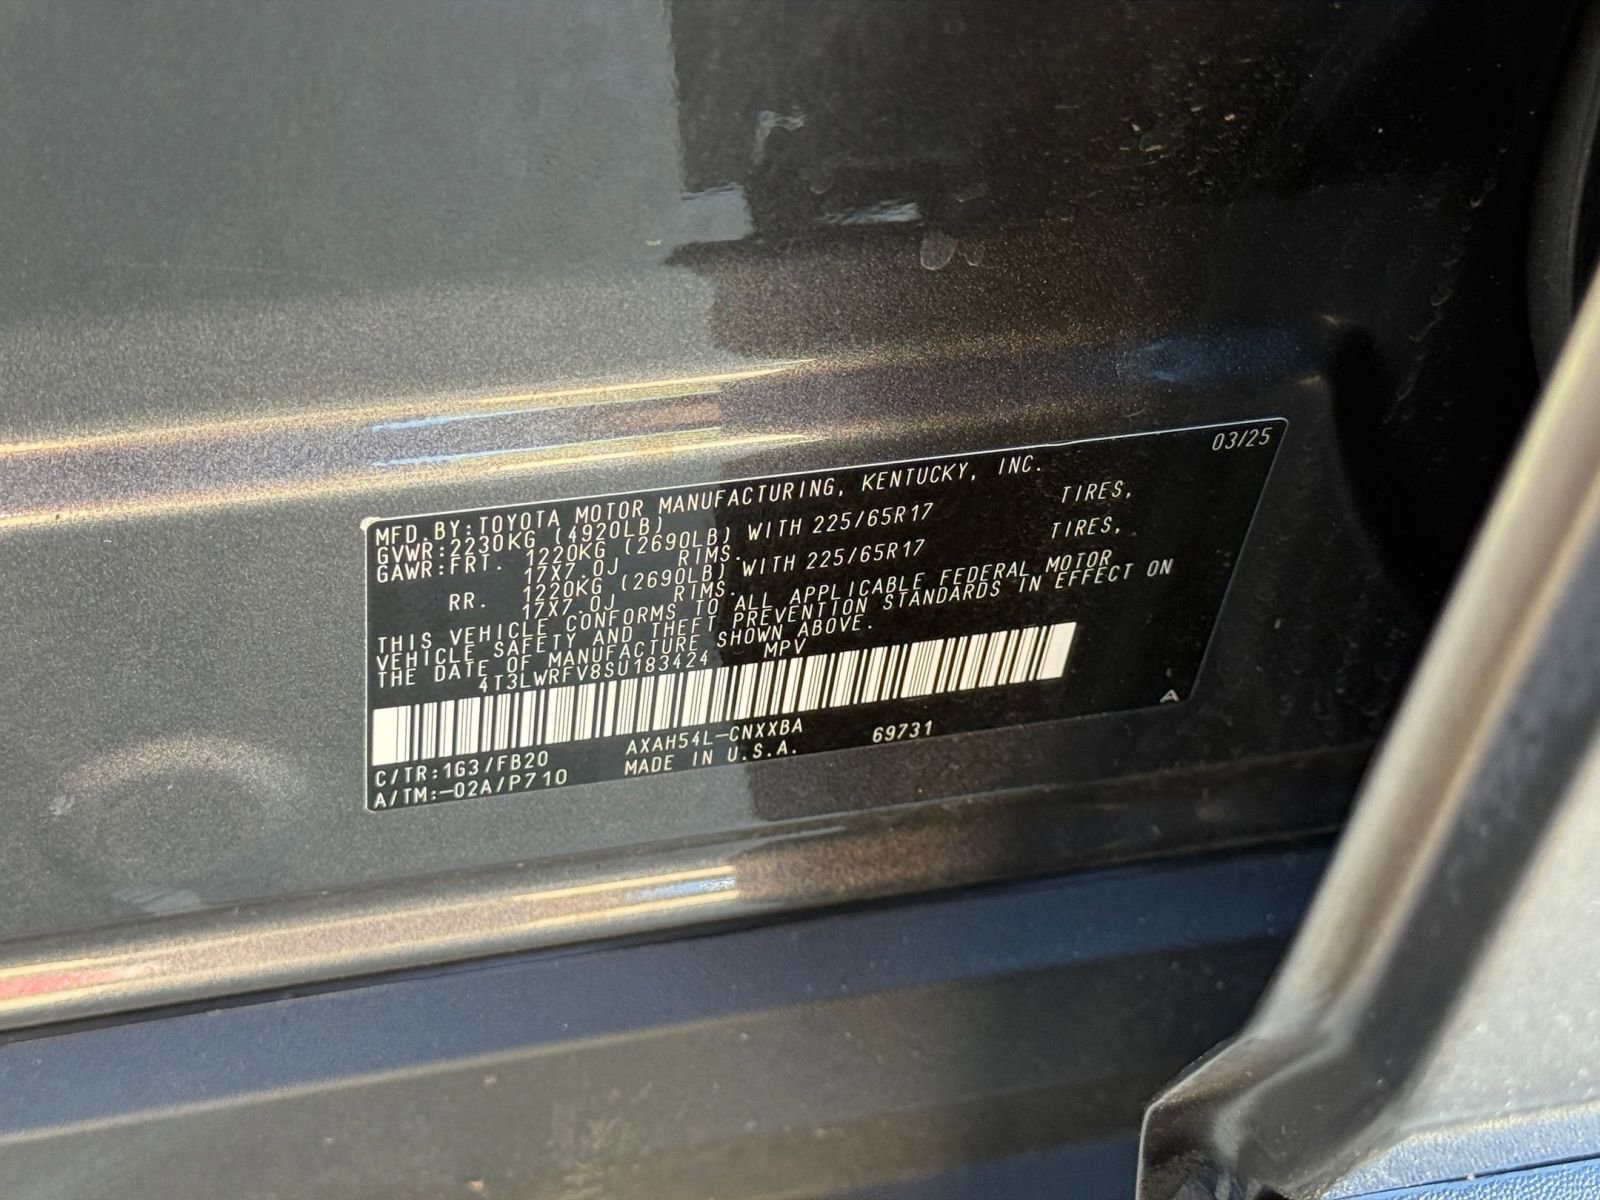 03/25
MFD.BY:TOYOTA MOTOR MANUFACTURING, KENTUCKY, INC.
GVWR:2230KG (4920LB)
GAWR:FRT. 1220KG (2690LB) WITH 225/65R17 TIRES,
17X7.0J RIMS.
RR. 1220KG (2690LB) WITH 225/65R17 TIRES,
17X7.0J RIMS.
THIS VEHICLE CONFORMS TO ALL APPLICABLE FEDERAL MOTOR
VEHICLE SAFETY AND THEFT PREVENTION STANDARDS IN EFFECT ON
THE DATE OF MANUFACTURE SHOWN ABOVE.
4T3LWRFV8SU183424 MPV
C/TR:1G3/FB20 AXAH54L-CNXXBA 69731 A
A/TM:-02A/P710 MADE IN U.S.A.